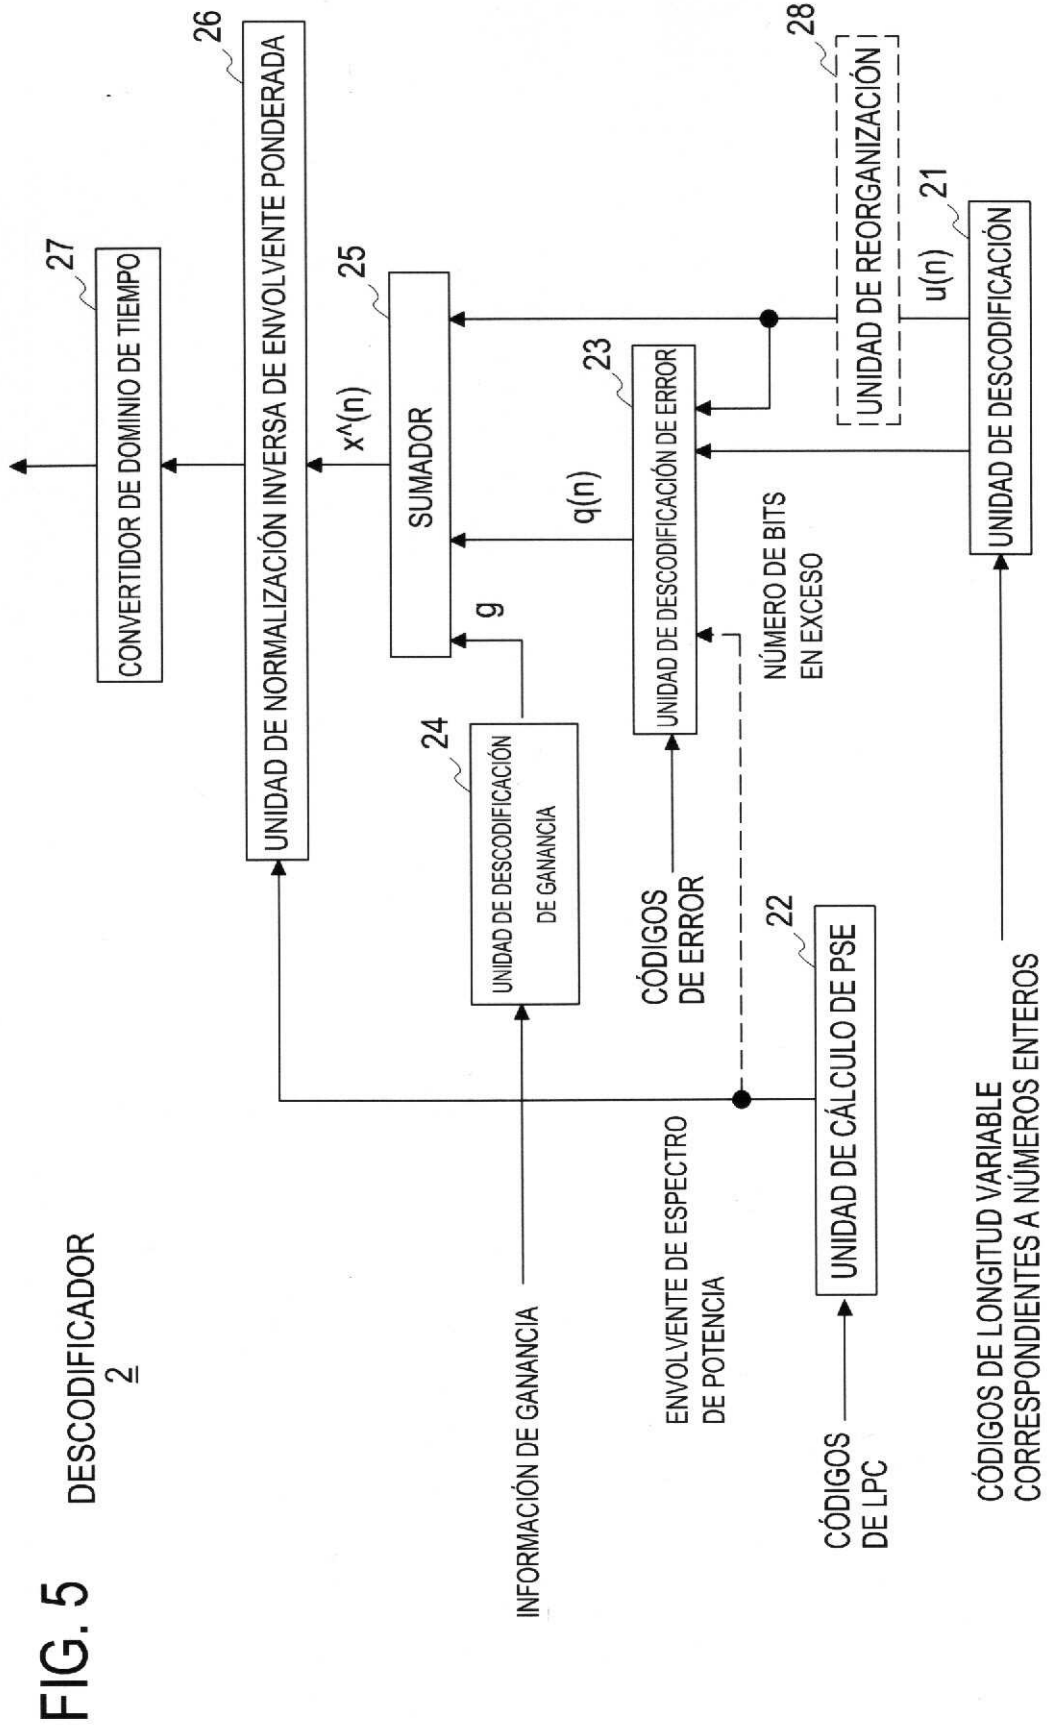 FIG. 5
DESCODIFICADOR
2
27
CONVERTIDOR DE DOMINIO DE TIEMPO
26
UNIDAD DE NORMALIZACIÓN INVERSA DE ENVOLVENTE PONDERADA
x^(n)
25
SUMADOR
g
q(n)
24
UNIDAD DE DESCODIFICACIÓN
DE GANANCIA
INFORMACIÓN DE GANANCIA
23
UNIDAD DE DESCODIFICACIÓN DE ERROR
CÓDIGOS
DE ERROR
ENVOLVENTE DE ESPECTRO
DE POTENCIA
NÚMERO DE BITS
EN EXCESO
28
UNIDAD DE REORGANIZACIÓN
22
UNIDAD DE CÁLCULO DE PSE
CÓDIGOS
DE LPC
u(n)
21
UNIDAD DE DESCODIFICACIÓN
CÓDIGOS DE LONGITUD VARIABLE
CORRESPONDIENTES A NÚMEROS ENTEROS